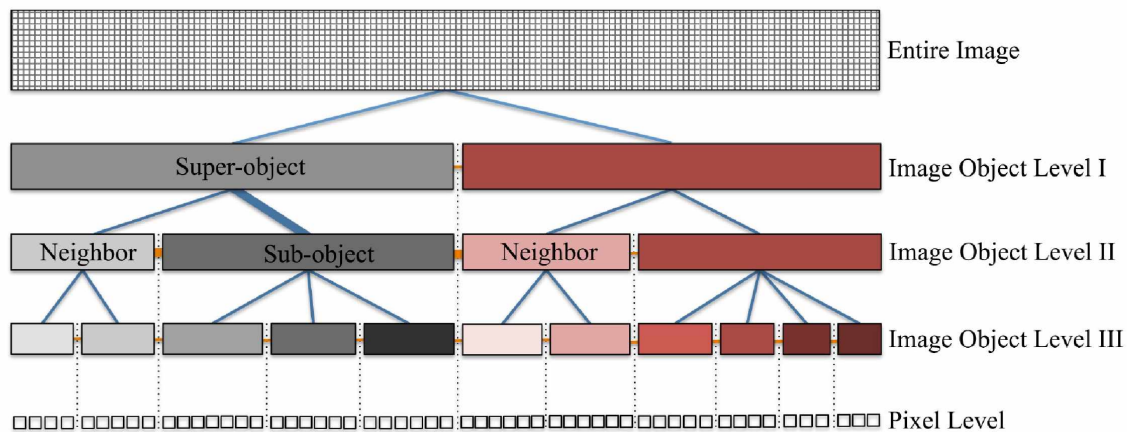 Entire Image
Super-object
Image Object Level I
Neighbor
Sub-object
Neighbor
Image Object Level II
Image Object Level III
Pixel Level